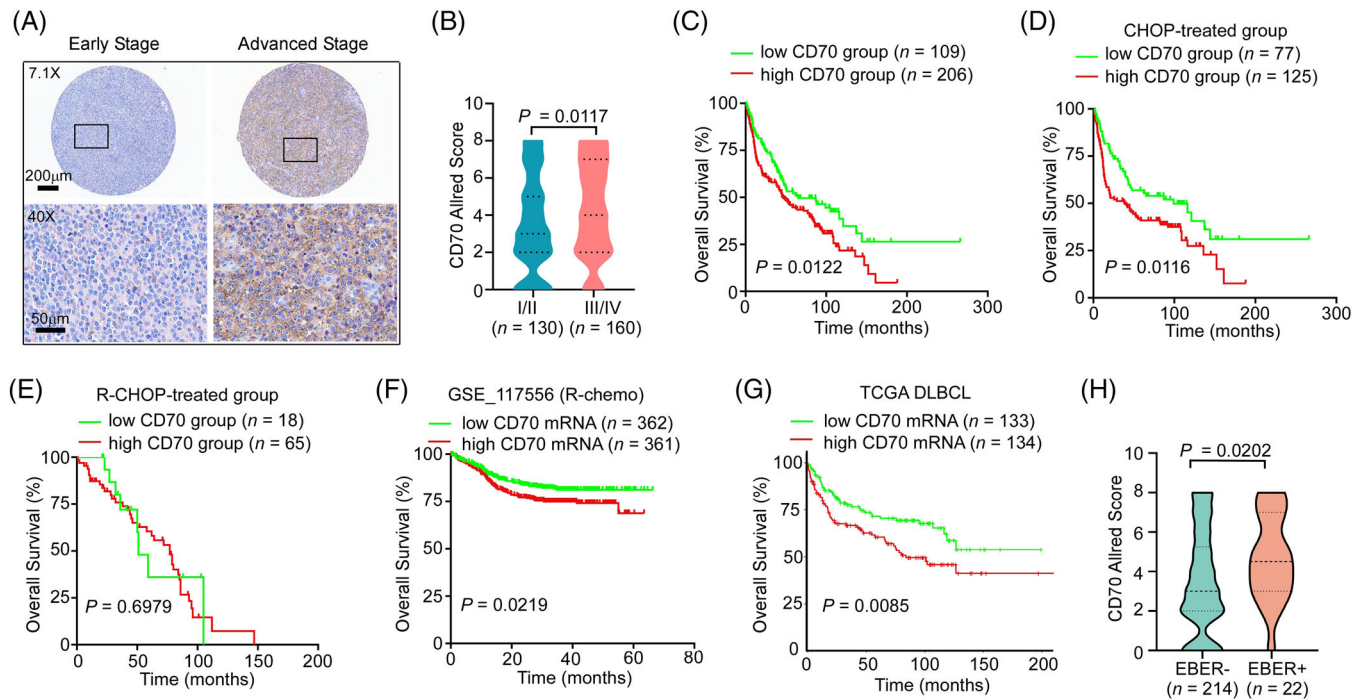 (A)
Early Stage
Advanced Stage
7.1X
200μm
40X
50μm
(B)
P = 0.0117
CD70 Allred Score
10
8
6
4
2
0
I/II
III/IV
(n = 130)
(n = 160)
(C)
low CD70 group (n = 109)
high CD70 group (n = 206)
Overall Survival (%)
100
75
50
25
0
P = 0.0122
0
100
200
300
Time (months)
(D)
CHOP-treated group
low CD70 group (n = 77)
high CD70 group (n = 125)
Overall Survival (%)
100
75
50
25
0
P = 0.0116
0
100
200
300
Time (months)
(E)
R-CHOP-treated group
low CD70 group (n = 18)
high CD70 group (n = 65)
Overall Survival (%)
100
75
50
25
0
P = 0.6979
0
50
100
150
200
Time (months)
(F)
GSE_117556 (R-chemo)
low CD70 mRNA (n = 362)
high CD70 mRNA (n = 361)
Overall Survival (%)
100
75
50
25
0
P = 0.0219
0
20
40
60
80
Time (months)
(G)
TCGA DLBCL
low CD70 mRNA (n = 133)
high CD70 mRNA (n = 134)
Overall Survival (%)
100
75
50
25
0
P = 0.0085
0
50
100
150
200
Time (months)
(H)
P = 0.0202
CD70 Allred Score
10
8
6
4
2
0
EBER-
EBER+
(n = 214)
(n = 22)